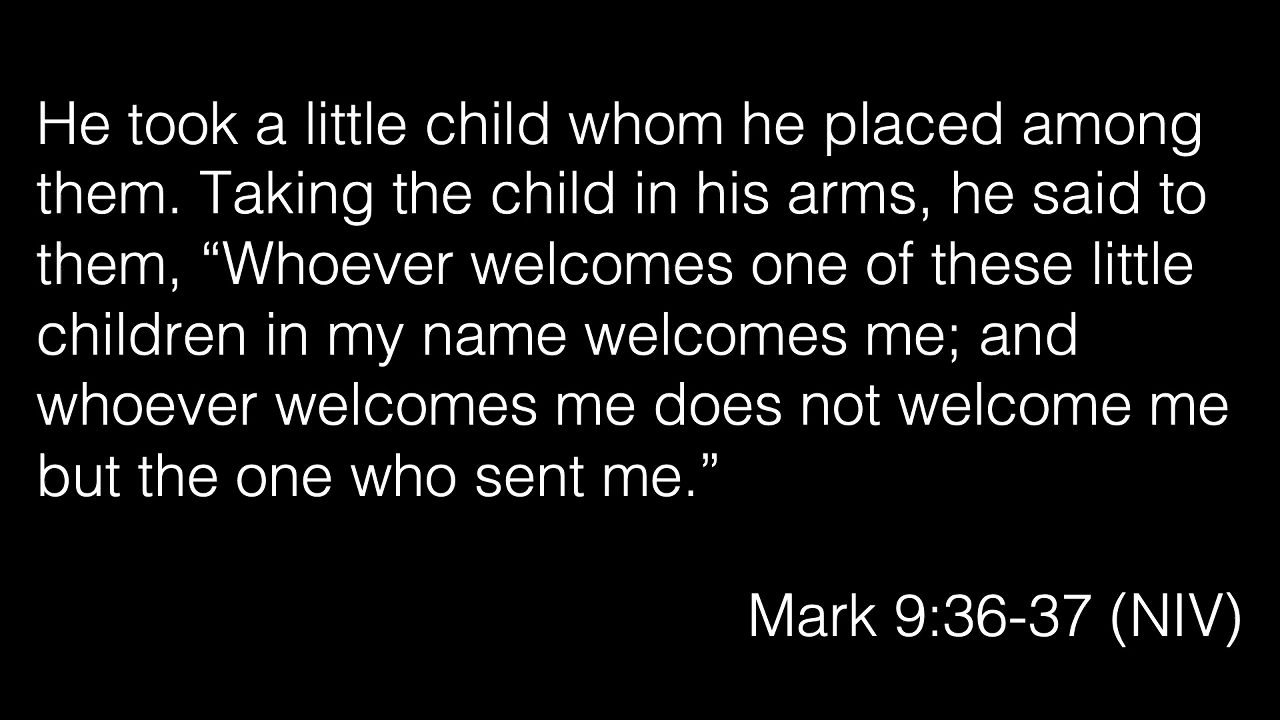 He took a little child whom he placed among
them. Taking the child in his arms, he said to
them, “Whoever welcomes one of these little
children in my name welcomes me; and
whoever welcomes me does not welcome me
but the one who sent me.”
Mark 9:36-37 (NIV)